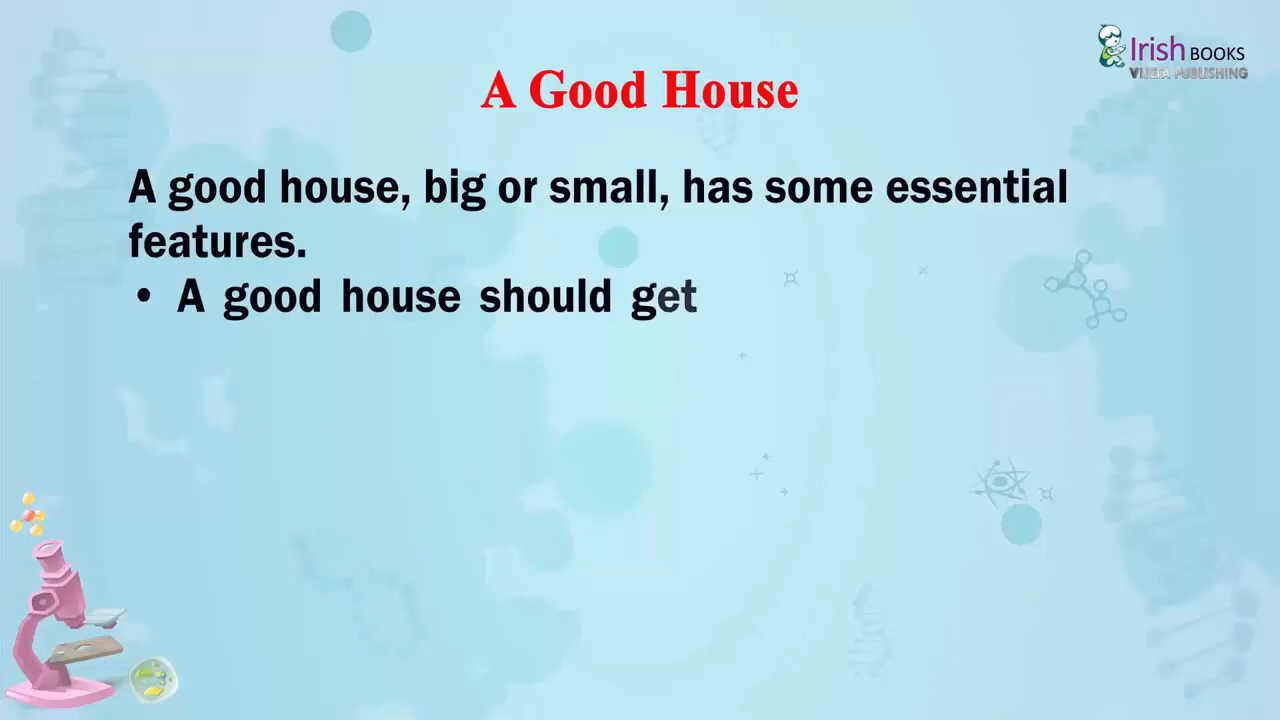 Irish BOOKS
VIJETA PUBLISHING
A Good House
A good house, big or small, has some essential
features.
• A good house should get